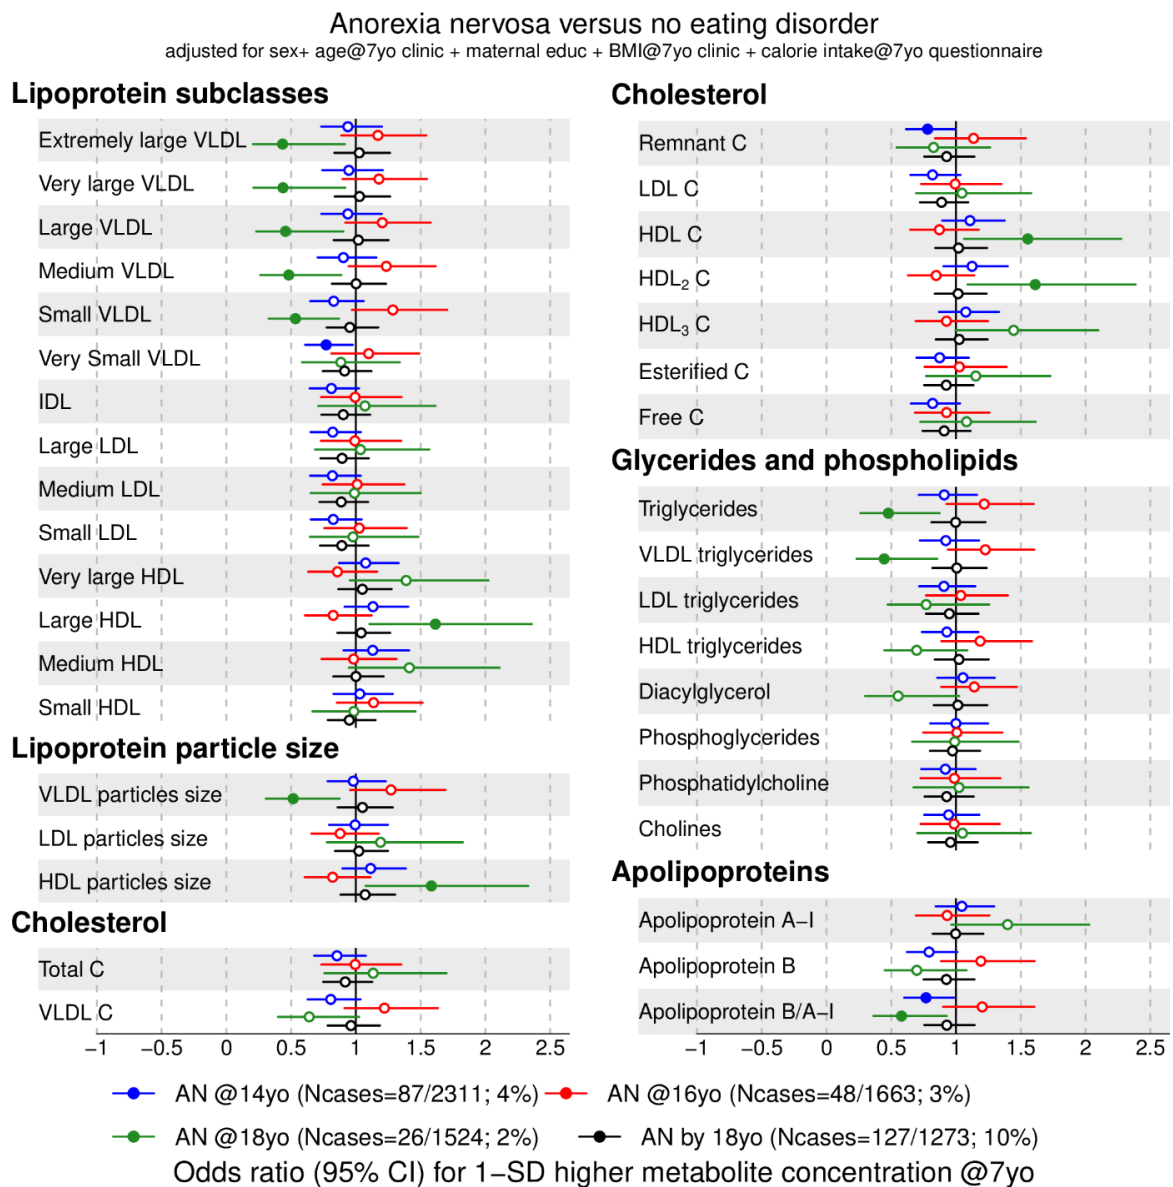 Anorexia nervosa versus no eating disorder
adjusted for sex+ age@7yo clinic + maternal educ + BMI@7yo clinic + calorie intake@7yo questionnaire
Lipoprotein subclasses
Extremely large VLDL
Very large VLDL
Large VLDL
Medium VLDL
Small VLDL
Very Small VLDL
IDL
Large LDL
Medium LDL
Small LDL
Very large HDL
Large HDL
Medium HDL
Small HDL
Lipoprotein particle size
VLDL particles size
LDL particles size
HDL particles size
Cholesterol
Total C
VLDL C
−1 −0.5 0 0.5 1 1.5 2 2.5
Cholesterol
Remnant C
LDL C
HDL C
HDL₂ C
HDL₃ C
Esterified C
Free C
Glycerides and phospholipids
Triglycerides
VLDL triglycerides
LDL triglycerides
HDL triglycerides
Diacylglycerol
Phosphoglycerides
Phosphatidylcholine
Cholines
Apolipoproteins
Apolipoprotein A−I
Apolipoprotein B
Apolipoprotein B/A−I
−1 −0.5 0 0.5 1 1.5 2 2.5
AN @14yo (Ncases=87/2311; 4%) AN @16yo (Ncases=48/1663; 3%)
AN @18yo (Ncases=26/1524; 2%) AN by 18yo (Ncases=127/1273; 10%)
Odds ratio (95% CI) for 1−SD higher metabolite concentration @7yo